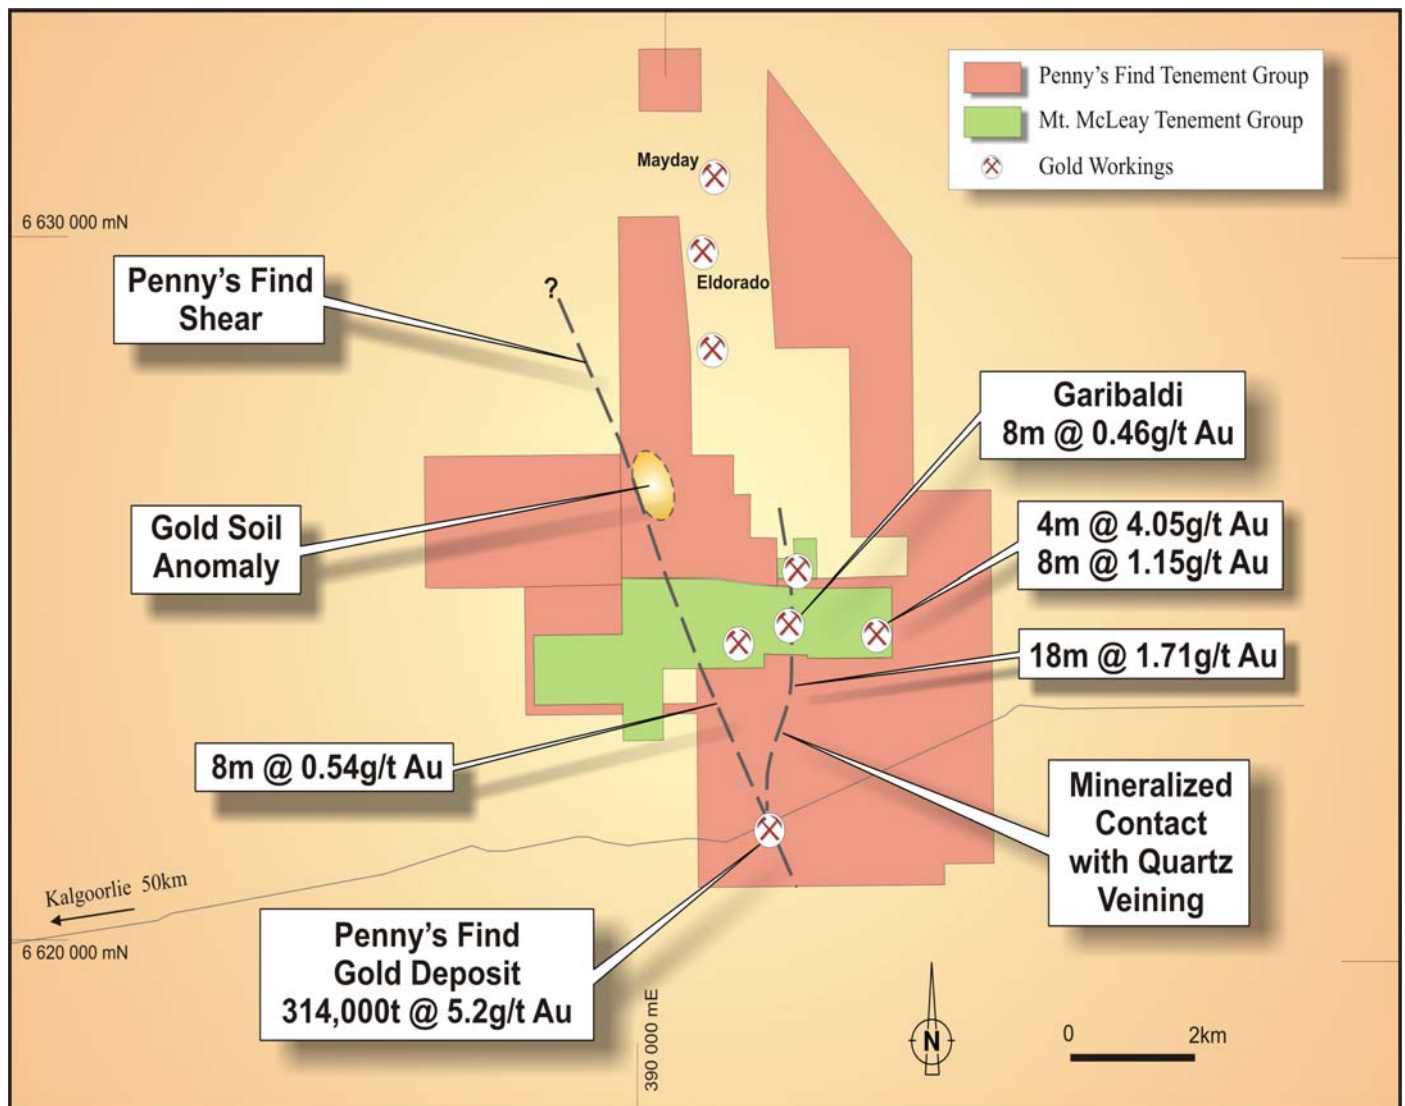 Penny's Find Tenement Group
Mt. McLeay Tenement Group
Gold Workings
Mayday
6 630 000 mN
Eldorado
Penny's Find
Shear
?
Garibaldi
8m @ 0.46g/t Au
Gold Soil
Anomaly
4m @ 4.05g/t Au
8m @ 1.15g/t Au
18m @ 1.71g/t Au
8m @ 0.54g/t Au
Mineralized
Contact
with Quartz
Veining
Kalgoorlie 50km
6 620 000 mN
Penny's Find
Gold Deposit
314,000t @ 5.2g/t Au
390 000 mE
N
0 2km